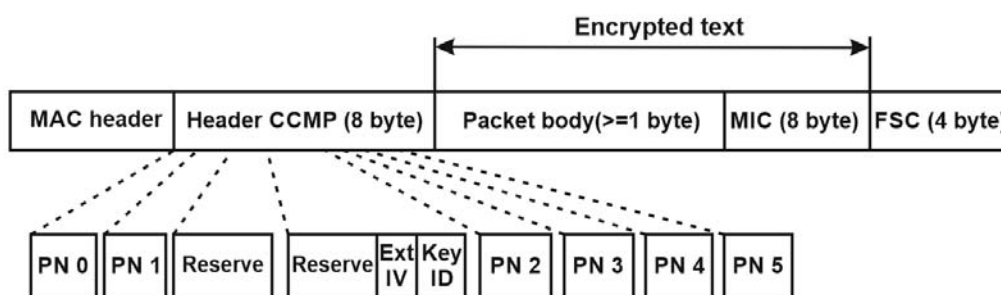 Encrypted text
MAC header Header CCMP (8 byte) Packet body(>=1 byte) MIC (8 byte) FSC (4 byte)
PN 0 PN 1 Reserve Reserve Ext IV Key ID PN 2 PN 3 PN 4 PN 5